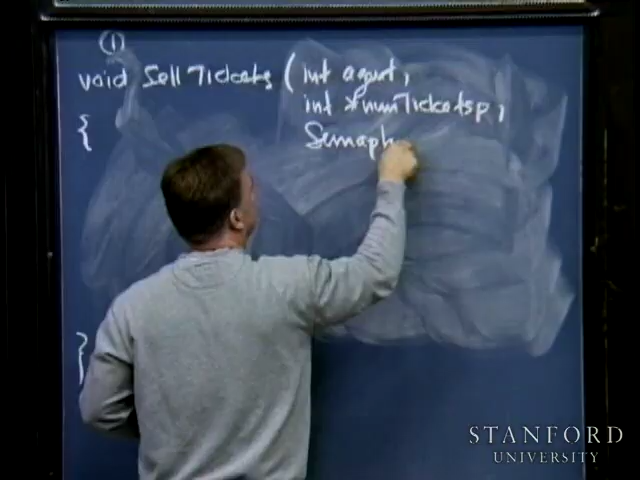 (1)
void SellTickets (int agent,
int *numTicketsp,
{
Semaph
}
STANFORD
UNIVERSITY